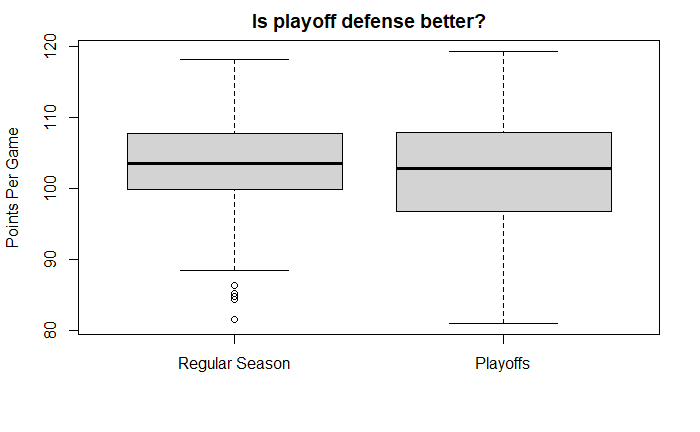 Is playoff defense better?
Points Per Game
120
110
100
90
80
Regular Season
Playoffs